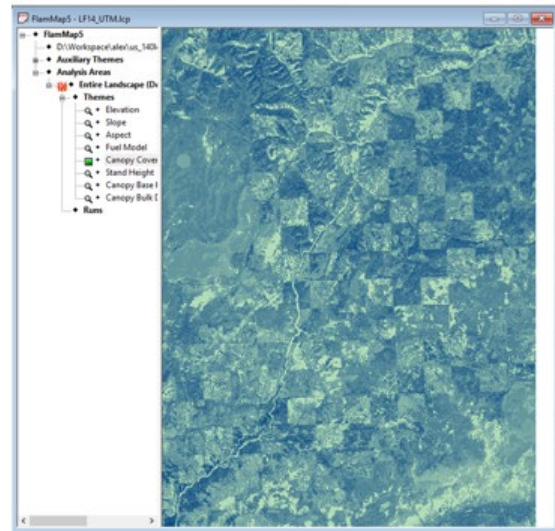 FlamMap5 - LF14_UTM.lcp
FlamMap5
D:\Workspace\alex\us_140l
Auxiliary Themes
Analysis Areas
Entire Landscape (De
Themes
Elevation
Slope
Aspect
Fuel Model
Canopy Cover
Stand Height
Canopy Base
Canopy Bulk
Runs